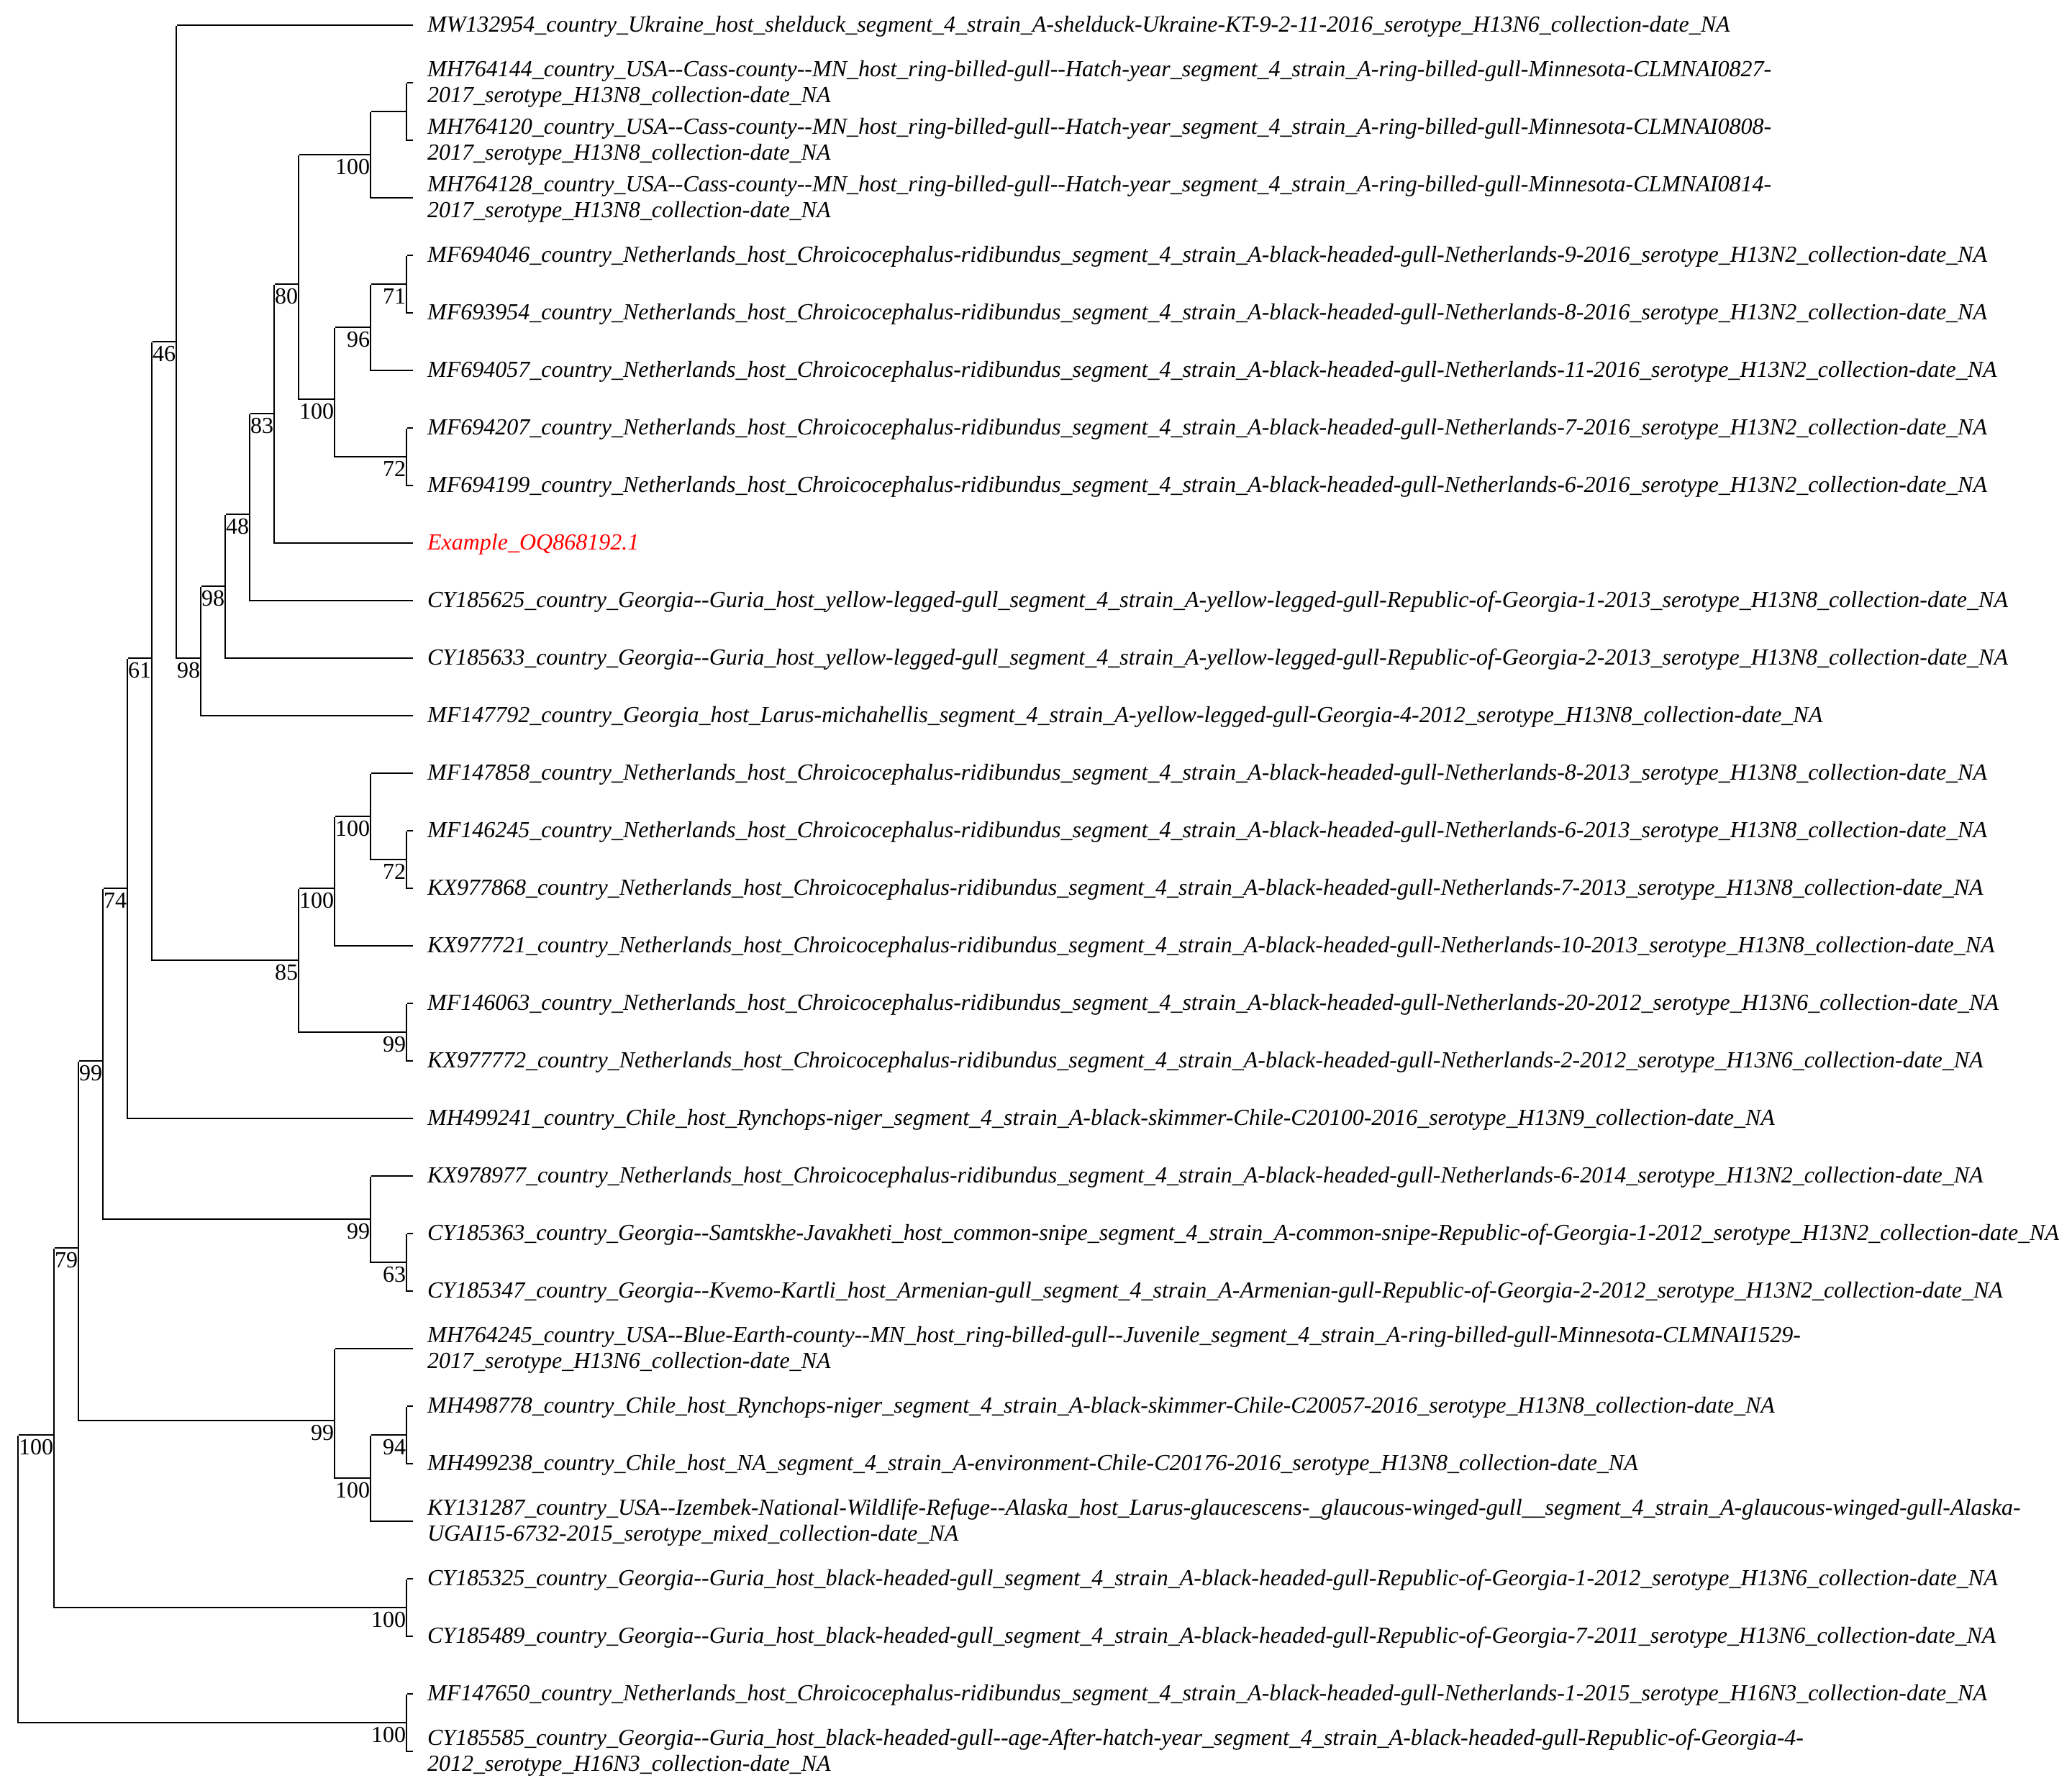 MW132954_country_Ukraine_host_shelduck_segment_4_strain_A-shelduck-Ukraine-KT-9-2-11-2016_serotype_H13N6_collection-date_NA
MH764144_country_USA--Cass-county--MN_host_ring-billed-gull--Hatch-year_segment_4_strain_A-ring-billed-gull-Minnesota-CLMNAI0827-
2017_serotype_H13N8_collection-date_NA
MH764120_country_USA--Cass-county--MN_host_ring-billed-gull--Hatch-year_segment_4_strain_A-ring-billed-gull-Minnesota-CLMNAI0808-
2017_serotype_H13N8_collection-date_NA
100
MH764128_country_USA--Cass-county--MN_host_ring-billed-gull--Hatch-year_segment_4_strain_A-ring-billed-gull-Minnesota-CLMNAI0814-
2017_serotype_H13N8_collection-date_NA
MF694046_country_Netherlands_host_Chroicocephalus-ridibundus_segment_4_strain_A-black-headed-gull-Netherlands-9-2016_serotype_H13N2_collection-date_NA
80
71
MF693954_country_Netherlands_host_Chroicocephalus-ridibundus_segment_4_strain_A-black-headed-gull-Netherlands-8-2016_serotype_H13N2_collection-date_NA
96
46
MF694057_country_Netherlands_host_Chroicocephalus-ridibundus_segment_4_strain_A-black-headed-gull-Netherlands-11-2016_serotype_H13N2_collection-date_NA
100
83
MF694207_country_Netherlands_host_Chroicocephalus-ridibundus_segment_4_strain_A-black-headed-gull-Netherlands-7-2016_serotype_H13N2_collection-date_NA
72
MF694199_country_Netherlands_host_Chroicocephalus-ridibundus_segment_4_strain_A-black-headed-gull-Netherlands-6-2016_serotype_H13N2_collection-date_NA
48
Example_OQ868192.1
98
CY185625_country_Georgia--Guria_host_yellow-legged-gull_segment_4_strain_A-yellow-legged-gull-Republic-of-Georgia-1-2013_serotype_H13N8_collection-date_NA
CY185633_country_Georgia--Guria_host_yellow-legged-gull_segment_4_strain_A-yellow-legged-gull-Republic-of-Georgia-2-2013_serotype_H13N8_collection-date_NA
61
98
MF147792_country_Georgia_host_Larus-michahellis_segment_4_strain_A-yellow-legged-gull-Georgia-4-2012_serotype_H13N8_collection-date_NA
MF147858_country_Netherlands_host_Chroicocephalus-ridibundus_segment_4_strain_A-black-headed-gull-Netherlands-8-2013_serotype_H13N8_collection-date_NA
100
MF146245_country_Netherlands_host_Chroicocephalus-ridibundus_segment_4_strain_A-black-headed-gull-Netherlands-6-2013_serotype_H13N8_collection-date_NA
72
KX977868_country_Netherlands_host_Chroicocephalus-ridibundus_segment_4_strain_A-black-headed-gull-Netherlands-7-2013_serotype_H13N8_collection-date_NA
74
100
KX977721_country_Netherlands_host_Chroicocephalus-ridibundus_segment_4_strain_A-black-headed-gull-Netherlands-10-2013_serotype_H13N8_collection-date_NA
85
MF146063_country_Netherlands_host_Chroicocephalus-ridibundus_segment_4_strain_A-black-headed-gull-Netherlands-20-2012_serotype_H13N6_collection-date_NA
99
KX977772_country_Netherlands_host_Chroicocephalus-ridibundus_segment_4_strain_A-black-headed-gull-Netherlands-2-2012_serotype_H13N6_collection-date_NA
99
MH499241_country_Chile_host_Rynchops-niger_segment_4_strain_A-black-skimmer-Chile-C20100-2016_serotype_H13N9_collection-date_NA
KX978977_country_Netherlands_host_Chroicocephalus-ridibundus_segment_4_strain_A-black-headed-gull-Netherlands-6-2014_serotype_H13N2_collection-date_NA
99
CY185363_country_Georgia--Samtskhe-Javakheti_host_common-snipe_segment_4_strain_A-common-snipe-Republic-of-Georgia-1-2012_serotype_H13N2_collection-date_NA
79
63
CY185347_country_Georgia--Kvemo-Kartli_host_Armenian-gull_segment_4_strain_A-Armenian-gull-Republic-of-Georgia-2-2012_serotype_H13N2_collection-date_NA
MH764245_country_USA--Blue-Earth-county--MN_host_ring-billed-gull--Juvenile_segment_4_strain_A-ring-billed-gull-Minnesota-CLMNAI1529-
2017_serotype_H13N6_collection-date_NA
MH498778_country_Chile_host_Rynchops-niger_segment_4_strain_A-black-skimmer-Chile-C20057-2016_serotype_H13N8_collection-date_NA
99
100
94
MH499238_country_Chile_host_NA_segment_4_strain_A-environment-Chile-C20176-2016_serotype_H13N8_collection-date_NA
100
KY131287_country_USA--Izembek-National-Wildlife-Refuge--Alaska_host_Larus-glaucescens-_glaucous-winged-gull__segment_4_strain_A-glaucous-winged-gull-Alaska-
UGAI15-6732-2015_serotype_mixed_collection-date_NA
CY185325_country_Georgia--Guria_host_black-headed-gull_segment_4_strain_A-black-headed-gull-Republic-of-Georgia-1-2012_serotype_H13N6_collection-date_NA
100
CY185489_country_Georgia--Guria_host_black-headed-gull_segment_4_strain_A-black-headed-gull-Republic-of-Georgia-7-2011_serotype_H13N6_collection-date_NA
MF147650_country_Netherlands_host_Chroicocephalus-ridibundus_segment_4_strain_A-black-headed-gull-Netherlands-1-2015_serotype_H16N3_collection-date_NA
100
CY185585_country_Georgia--Guria_host_black-headed-gull--age-After-hatch-year_segment_4_strain_A-black-headed-gull-Republic-of-Georgia-4-
2012_serotype_H16N3_collection-date_NA